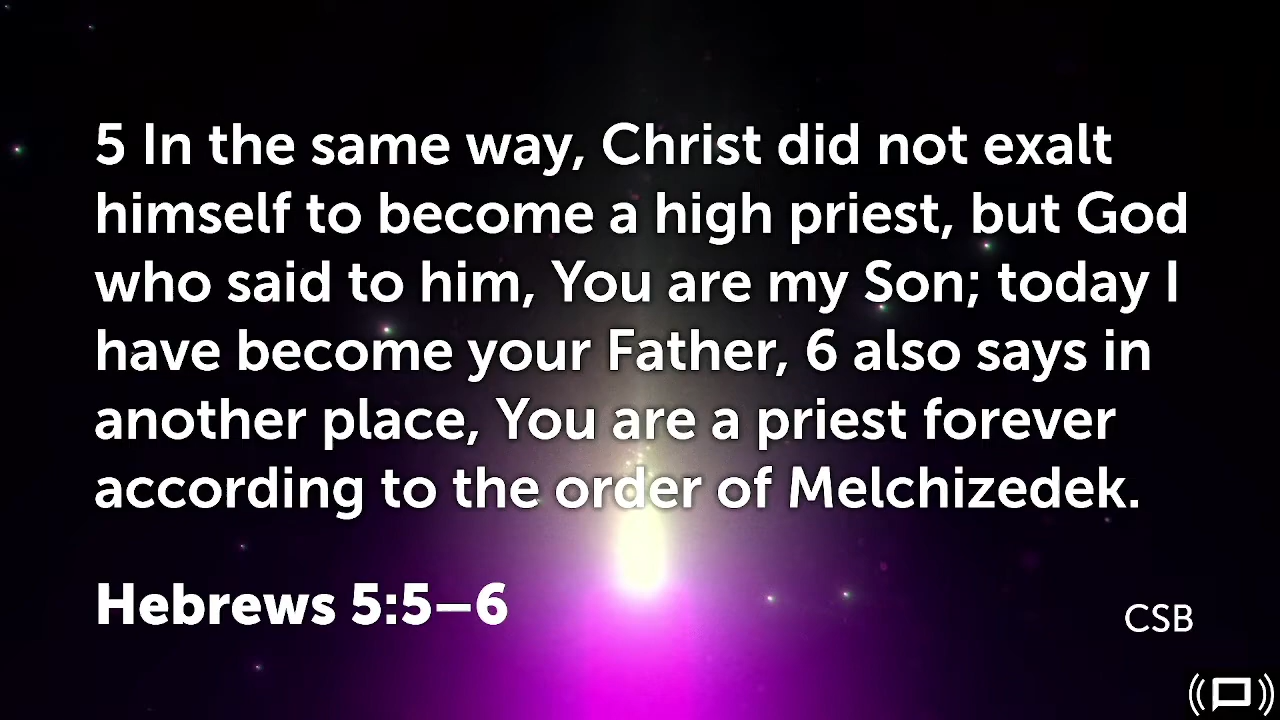 5 In the same way, Christ did not exalt
himself to become a high priest, but God
who said to him, You are my Son; today I
have become your Father, 6 also says in
another place, You are a priest forever
according to the order of Melchizedek.
Hebrews 5:5–6
CSB